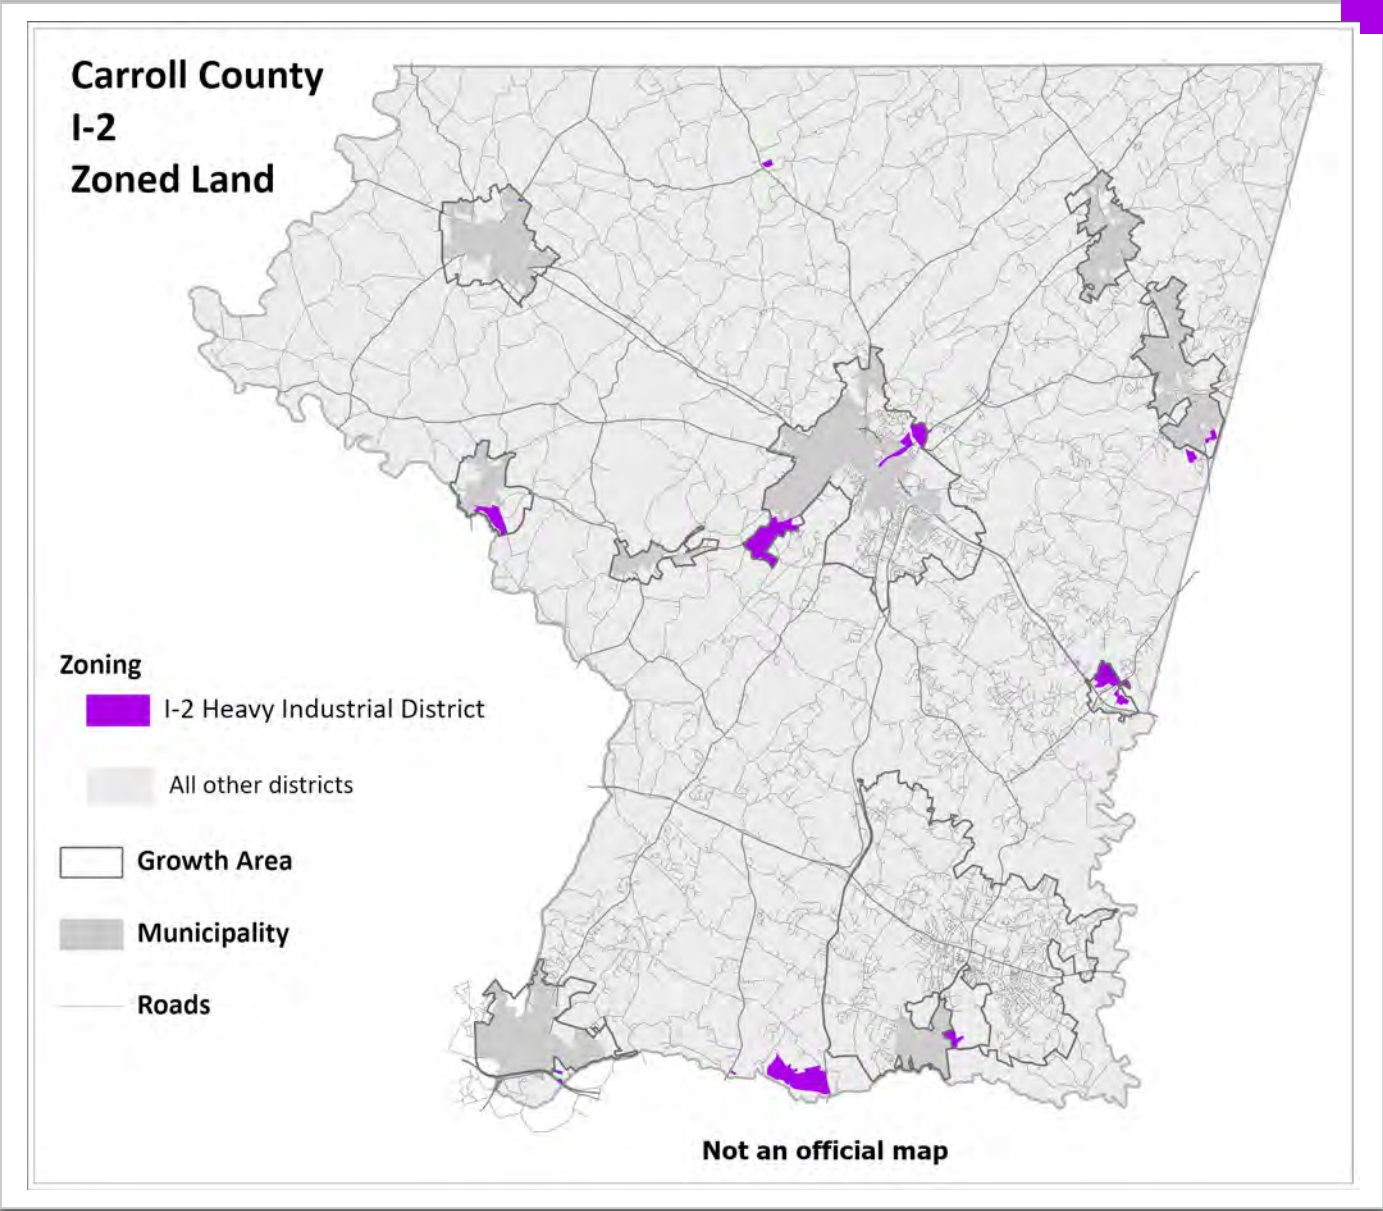 Carroll County
I-2
Zoned Land
Zoning
I-2 Heavy Industrial District
All other districts
Growth Area
Municipality
Roads
Not an official map